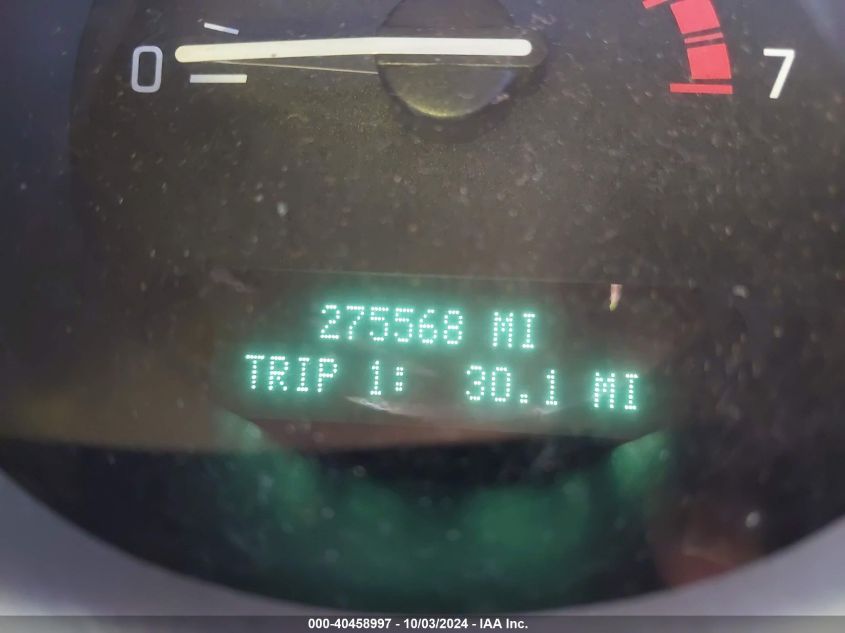 0 7
275568 MI
TRIP 1: 30.1 MI
000-40458997 - 10/03/2024 - IAA Inc.